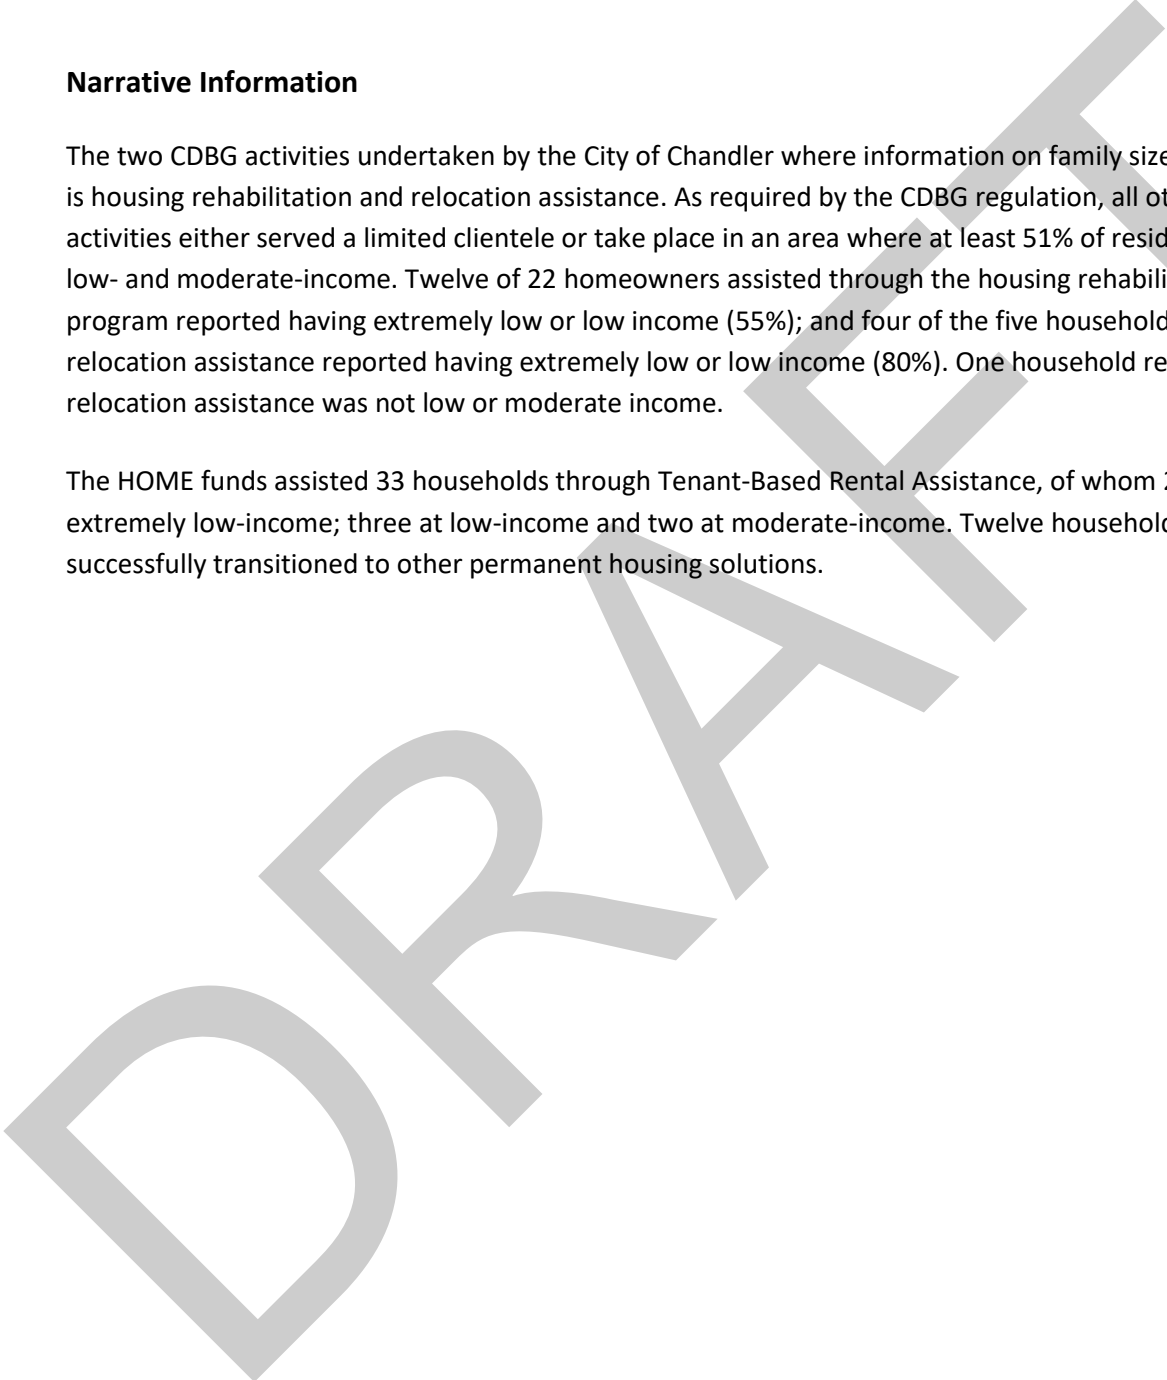 Narrative Information
The two CDBG activities undertaken by the City of Chandler where information on family size
is housing rehabilitation and relocation assistance. As required by the CDBG regulation, all
activities either served a limited clientele or take place in an area where at least 51% of
low- and moderate-income. Twelve of 22 homeowners assisted through the housing
program reported having extremely low or low income (55%); and four of the five
relocation assistance reported having extremely low or low income (80%). One household
relocation assistance was not low or moderate income.
The HOME funds assisted 33 households through Tenant-Based Rental Assistance, of whom
extremely low-income; three at low-income and two at moderate-income. Twelve
successfully transitioned to other permanent housing solutions.
DRAFT